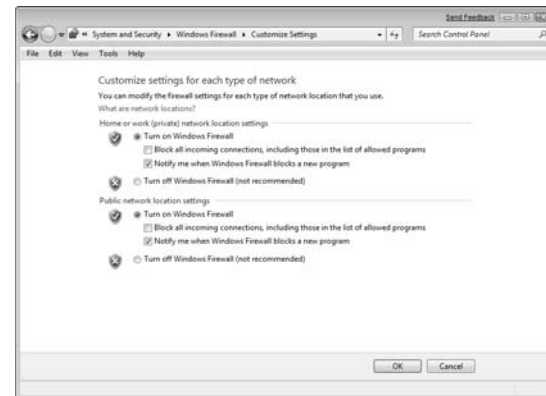 Send Feedback
« System and Security ▸ Windows Firewall ▸ Customize Settings
Search Control Panel
File Edit View Tools Help
Customize settings for each type of network
You can modify the firewall settings for each type of network location that you use.
What are network locations?
Home or work (private) network location settings
Turn on Windows Firewall
Block all incoming connections, including those in the list of allowed programs
Notify me when Windows Firewall blocks a new program
Turn off Windows Firewall (not recommended)
Public network location settings
Turn on Windows Firewall
Block all incoming connections, including those in the list of allowed programs
Notify me when Windows Firewall blocks a new program
Turn off Windows Firewall (not recommended)
OK Cancel